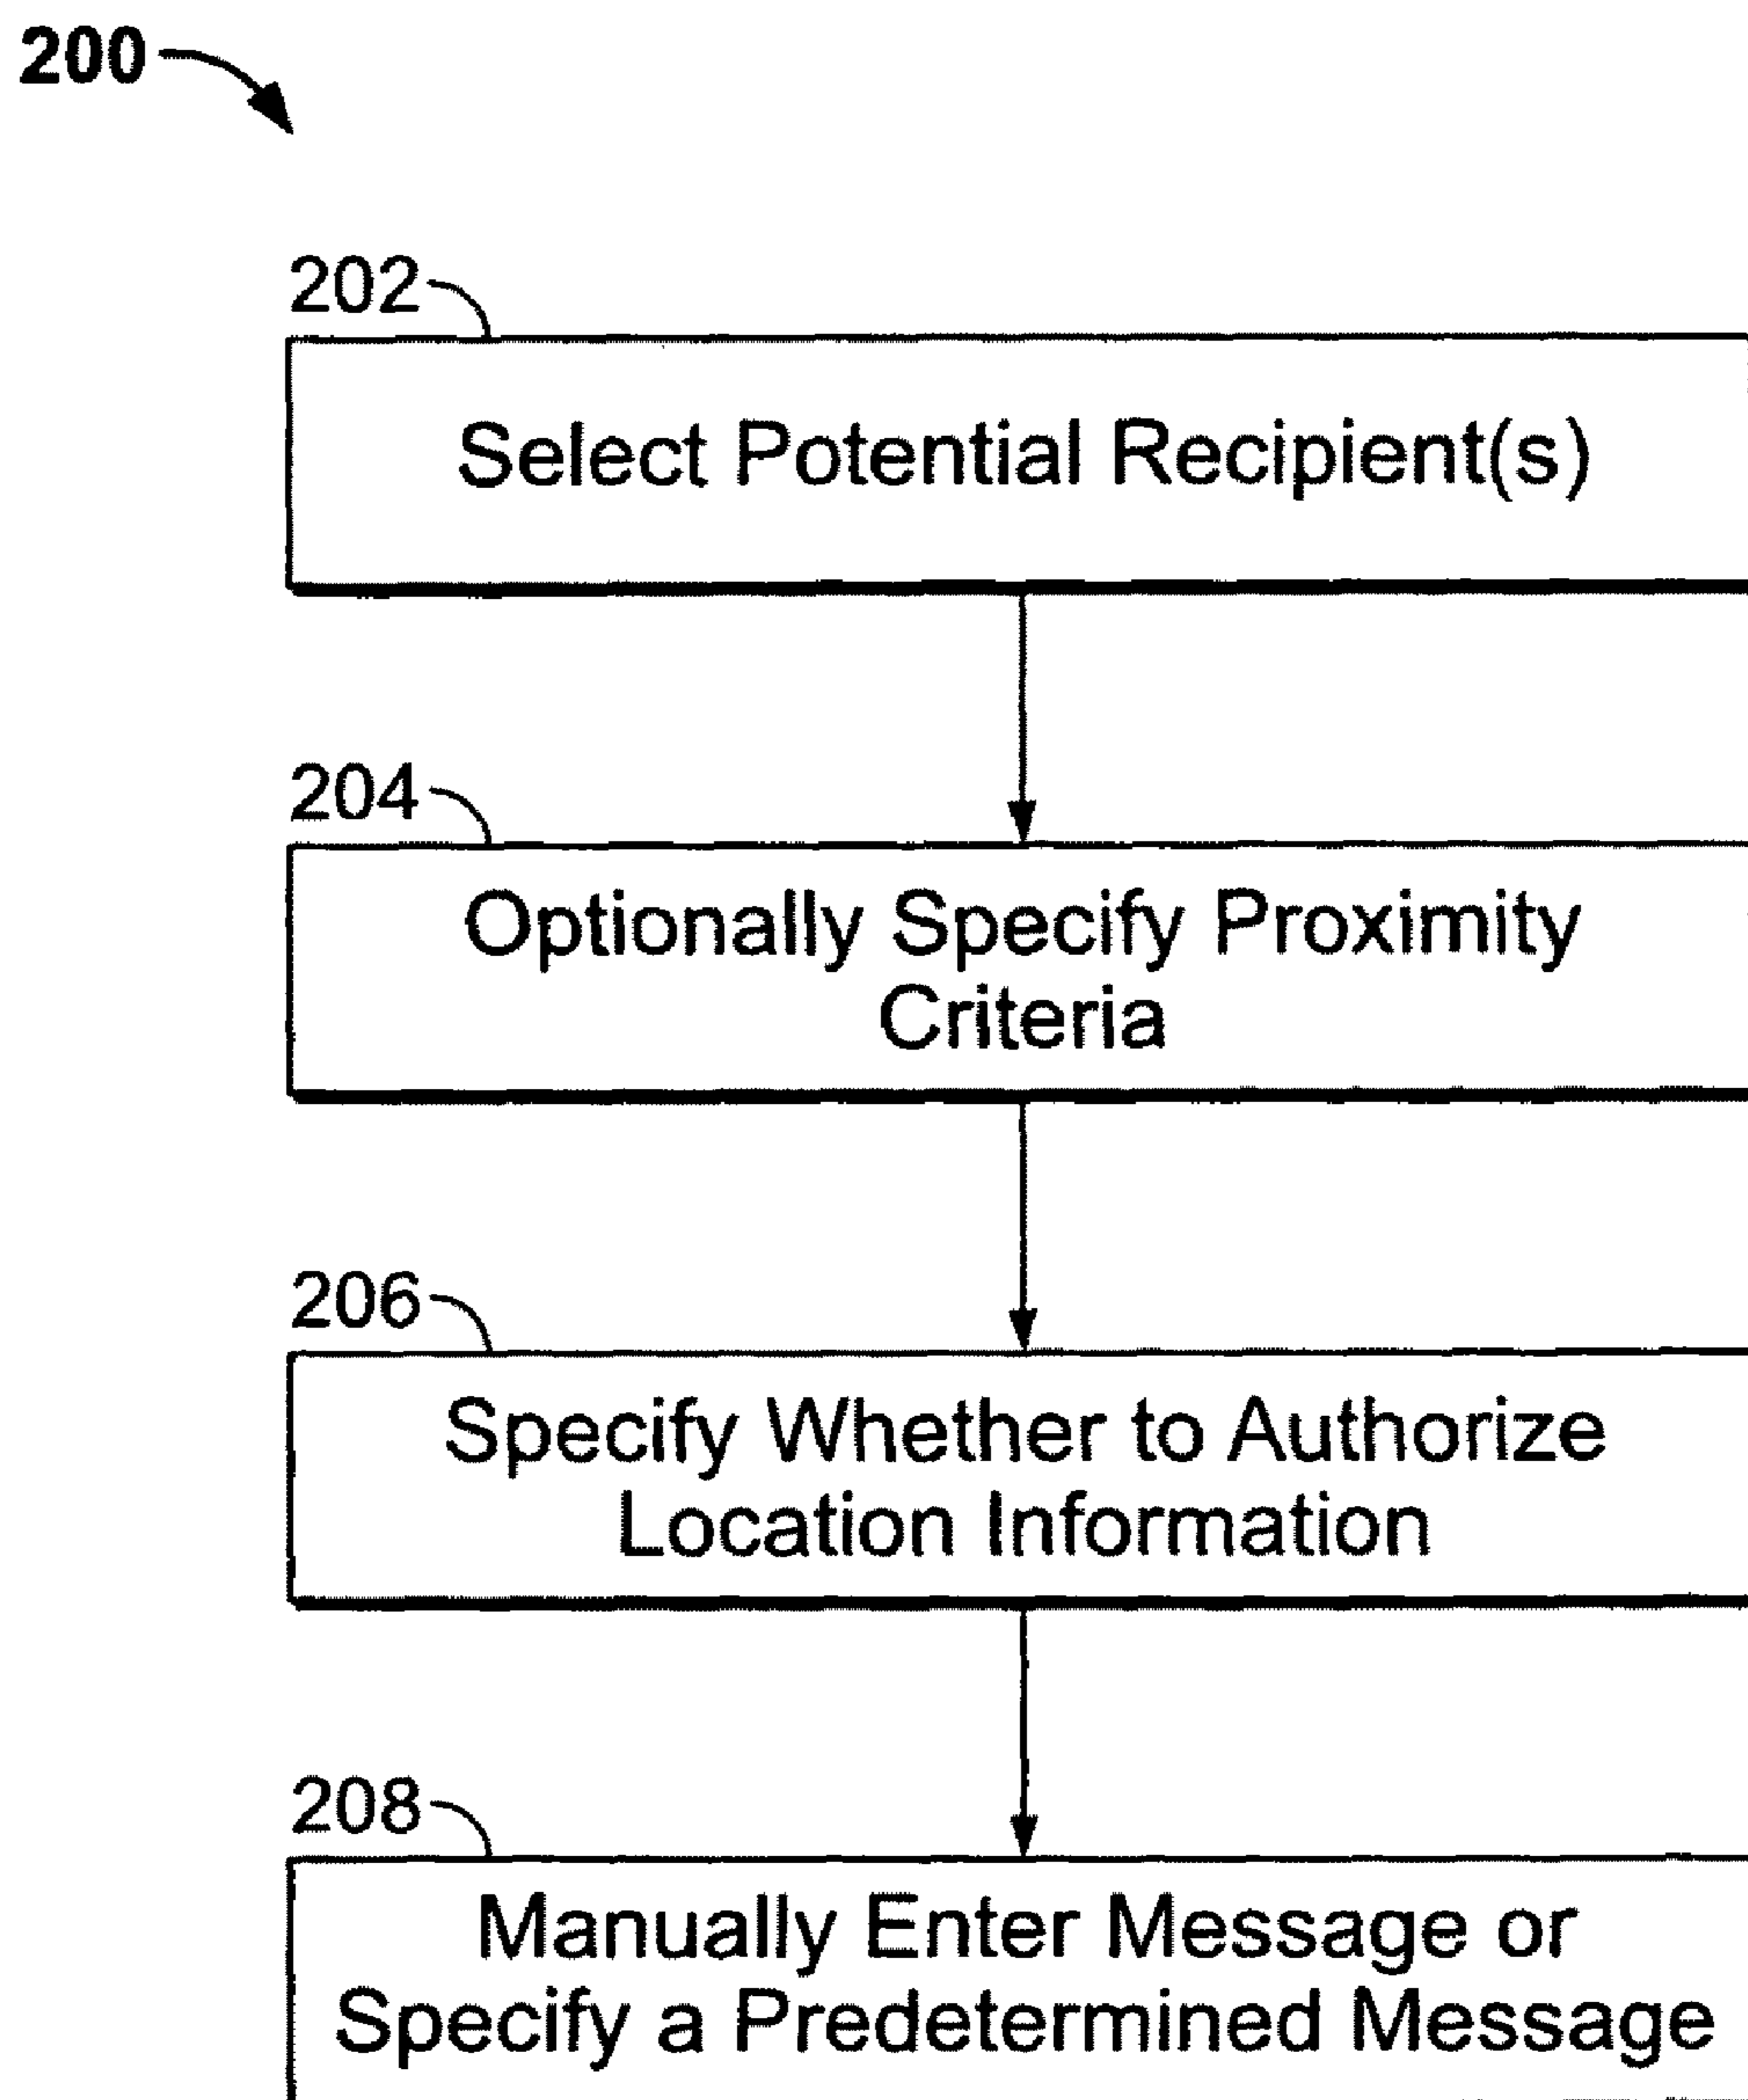 200
202
Select Potential Recipient(s)
204
Optionally Specify Proximity
Criteria
206
Specify Whether to Authorize
Location Information
208
Manually Enter Message or
Specify a Predetermined Message